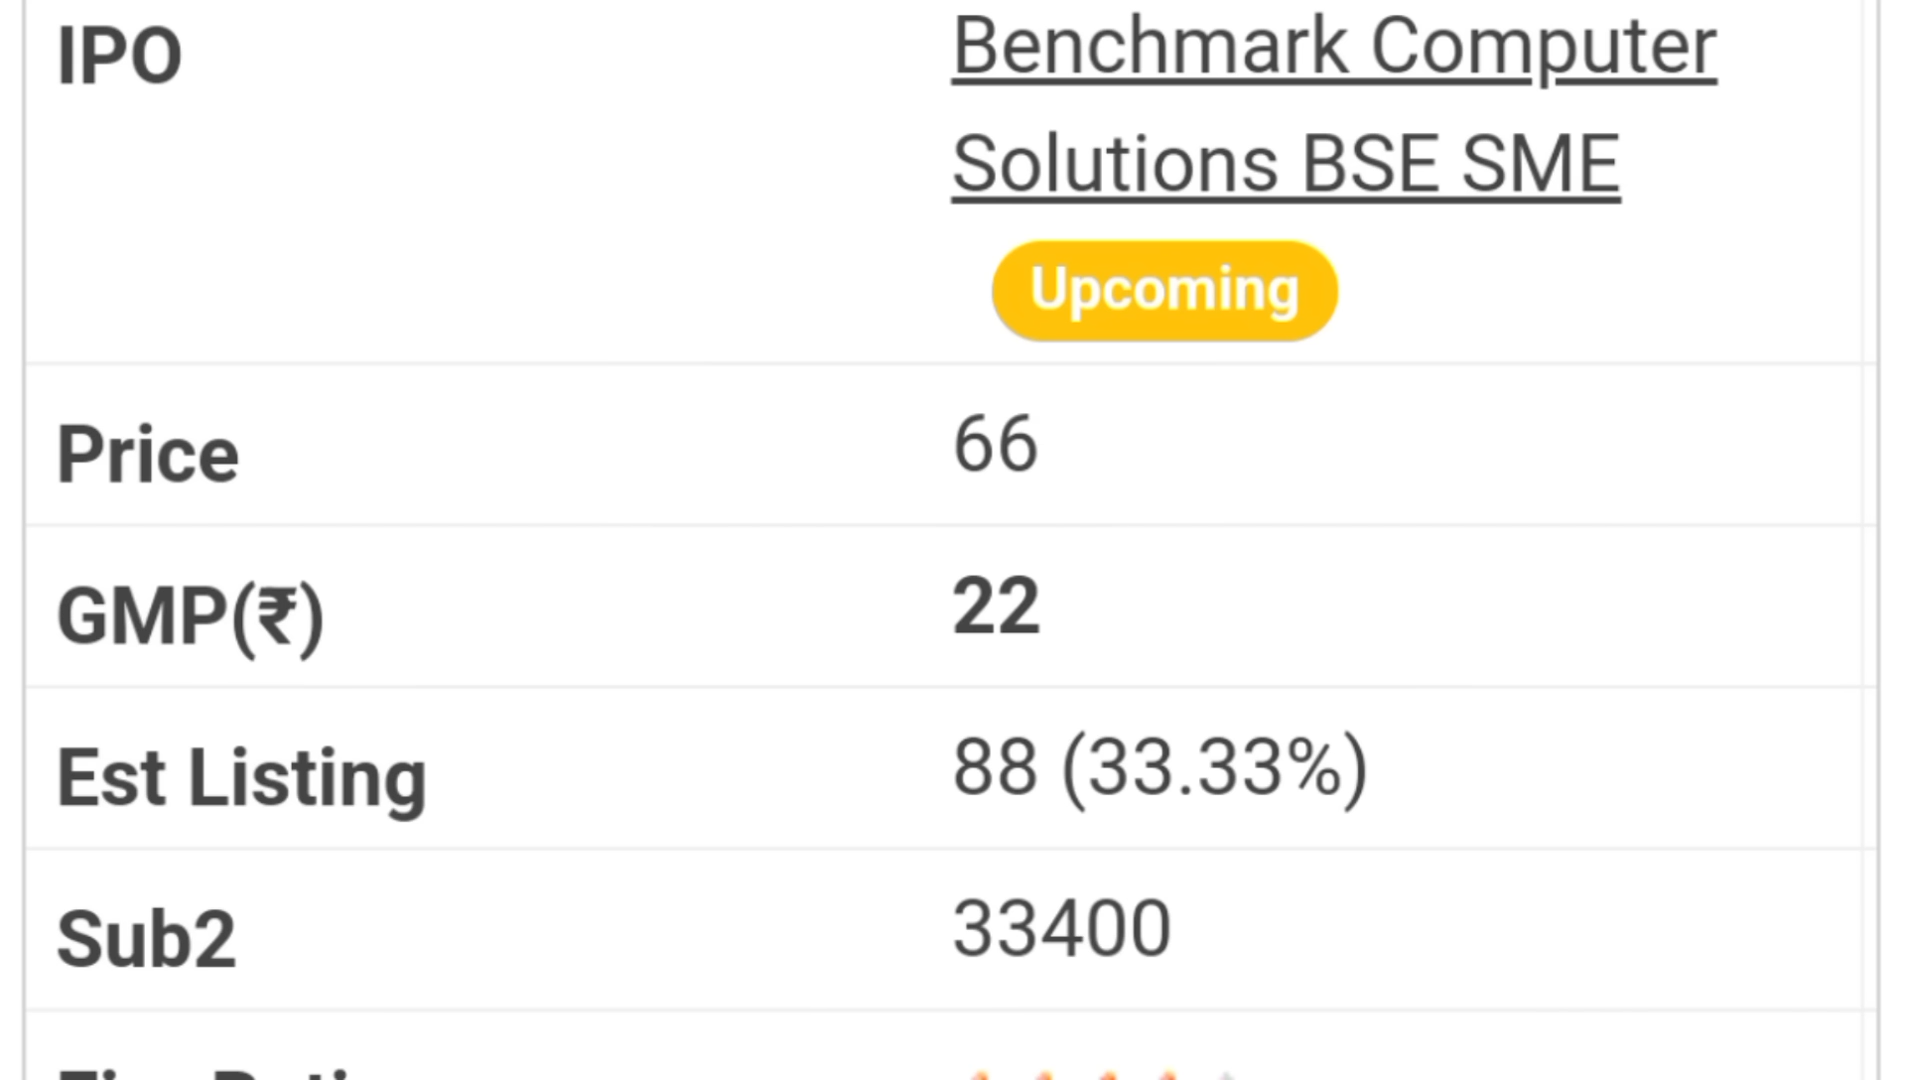 IPO
Benchmark Computer
Solutions BSE SME
Upcoming
Price
66
GMP(₹)
22
Est Listing
88 (33.33%)
Sub2
33400